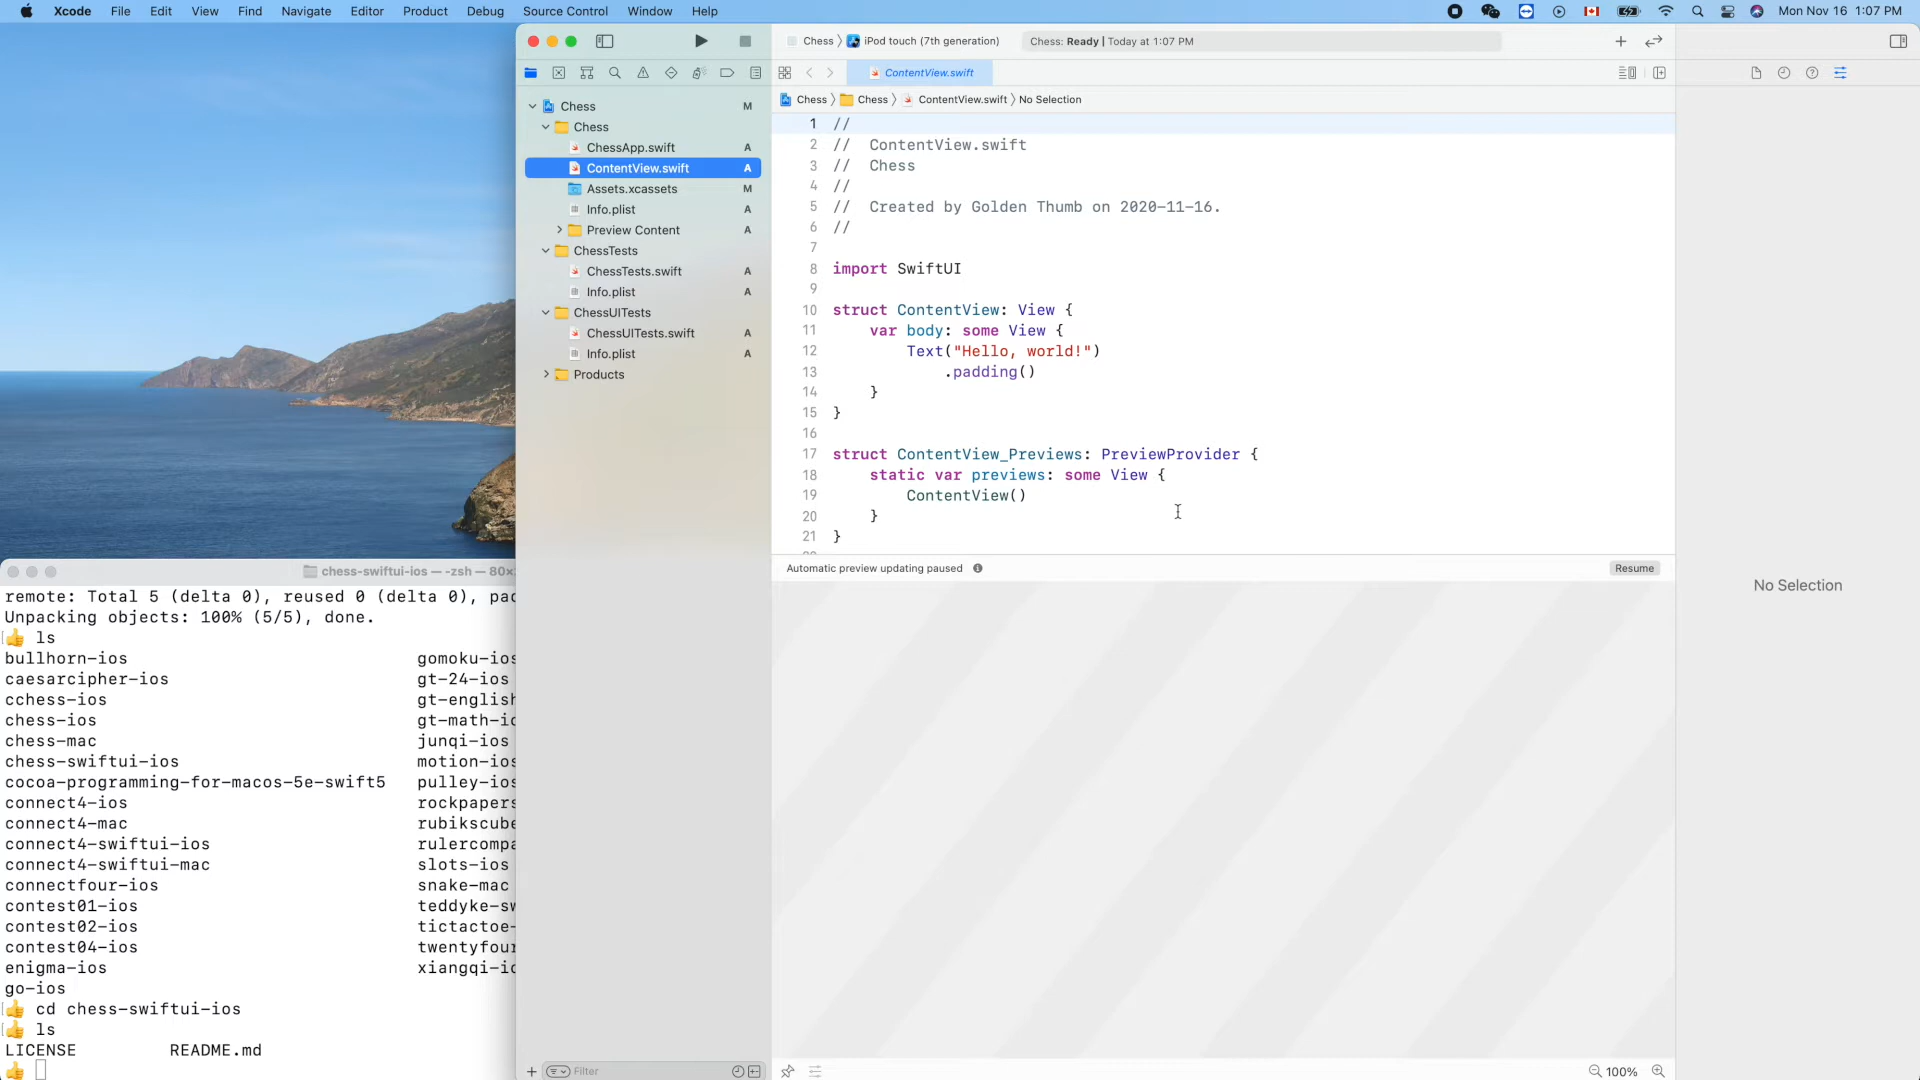 Xcode File Edit View Find Navigate Editor Product Debug Source Control Window Help
Mon Nov 16 1:07 PM
Chess iPod touch (7th generation)
Chess: Ready | Today at 1:07 PM
ContentView.swift
Chess Chess ContentView.swift No Selection
Chess M
Chess
ChessApp.swift A
ContentView.swift A
Assets.xcassets M
Info.plist A
Preview Content A
ChessTests
ChessTests.swift A
Info.plist A
ChessUITests
ChessUITests.swift A
Info.plist A
Products
Filter
1 //
2 //  ContentView.swift
3 //  Chess
4 //
5 //  Created by Golden Thumb on 2020-11-16.
6 //
7
8 import SwiftUI
9
10 struct ContentView: View {
11     var body: some View {
12         Text("Hello, world!")
13             .padding()
14     }
15 }
16
17 struct ContentView_Previews: PreviewProvider {
18     static var previews: some View {
19         ContentView()
20     }
21 }
Automatic preview updating paused
Resume
100%
No Selection
chess-swiftui-ios — -zsh — 80×
remote: Total 5 (delta 0), reused 0 (delta 0), pac
Unpacking objects: 100% (5/5), done.
👍 ls
bullhorn-ios gomoku-ios
caesarcipher-ios gt-24-ios
cchess-ios gt-english
chess-ios gt-math-io
chess-mac junqi-ios
chess-swiftui-ios motion-ios
cocoa-programming-for-macos-5e-swift5 pulley-ios
connect4-ios rockpapers
connect4-mac rubikscube
connect4-swiftui-ios rulercompa
connect4-swiftui-mac slots-ios
connectfour-ios snake-mac
contest01-ios teddyke-sw
contest02-ios tictactoe-
contest04-ios twentyfour
enigma-ios xiangqi-io
go-ios
👍 cd chess-swiftui-ios
👍 ls
LICENSE README.md
👍